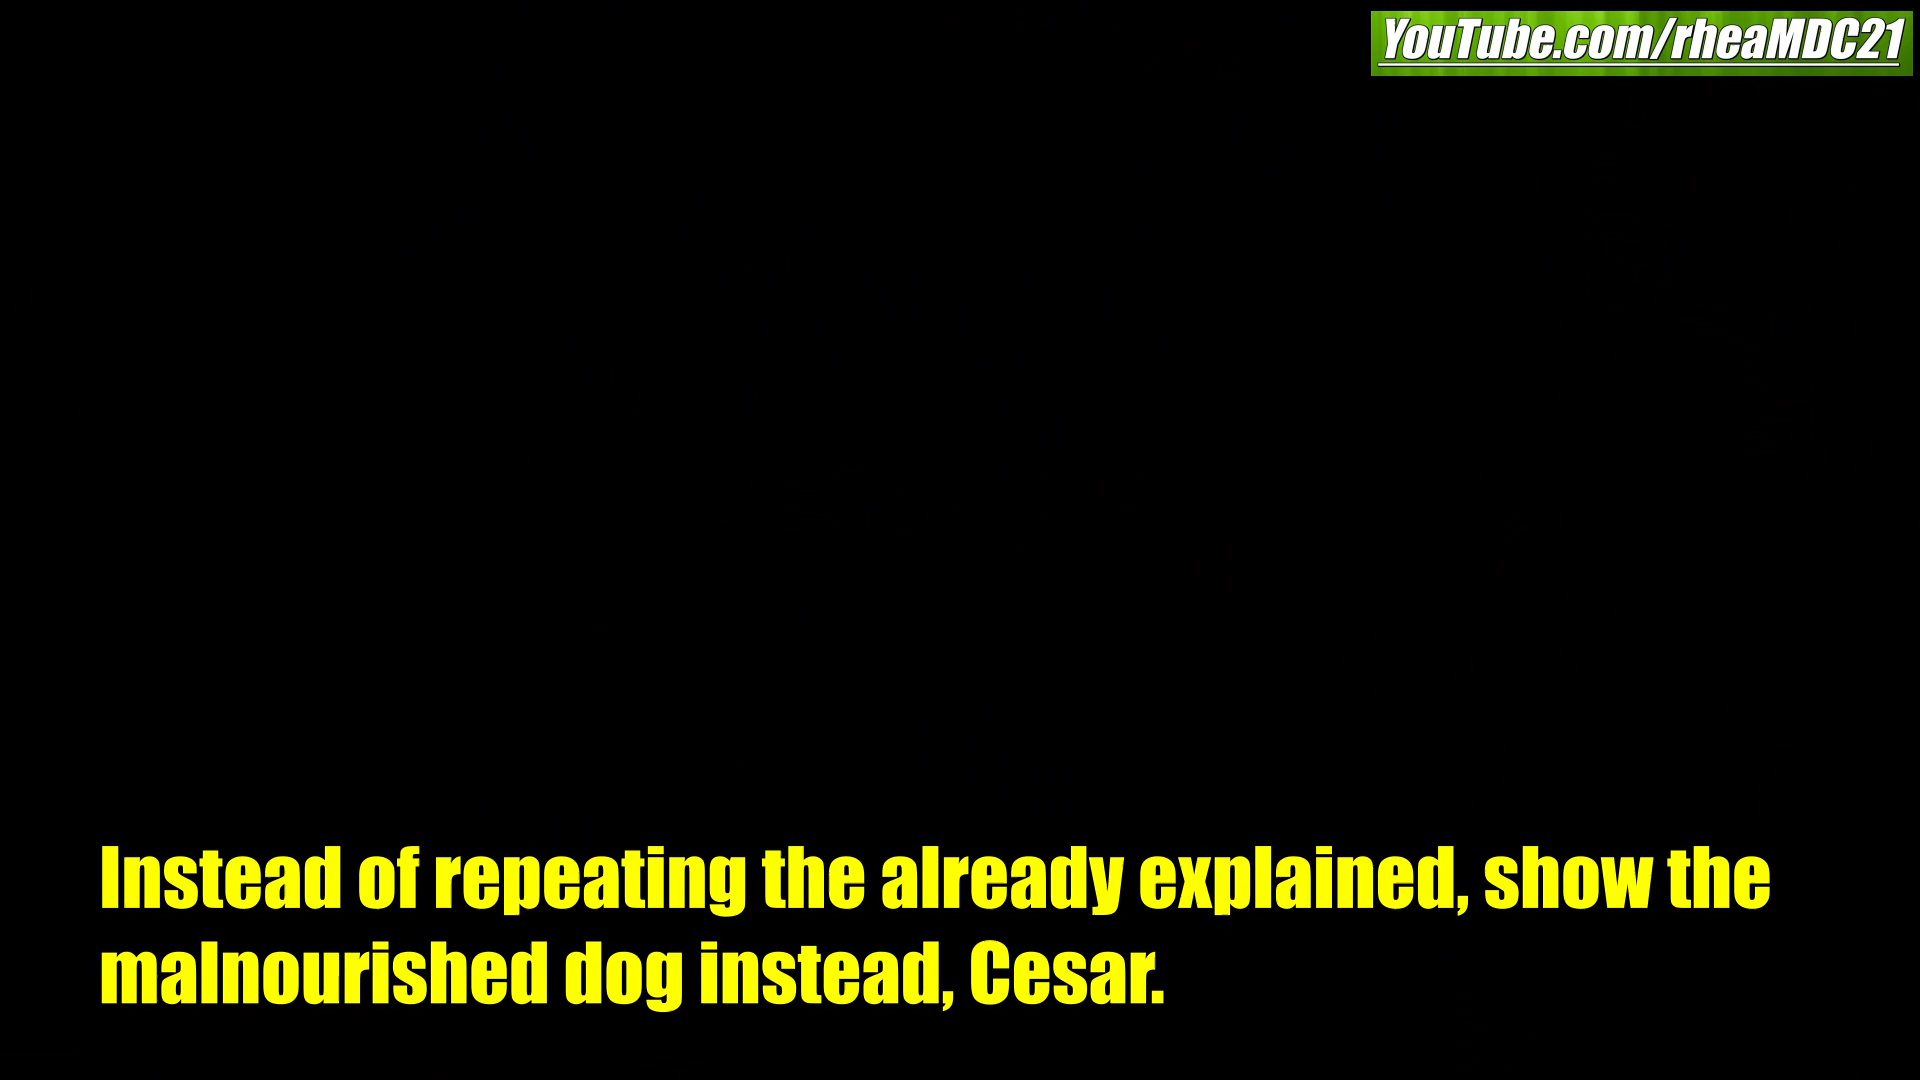 YouTube.com/rheaMDC21
Instead of repeating the already explained, show the
malnourished dog instead, Cesar.